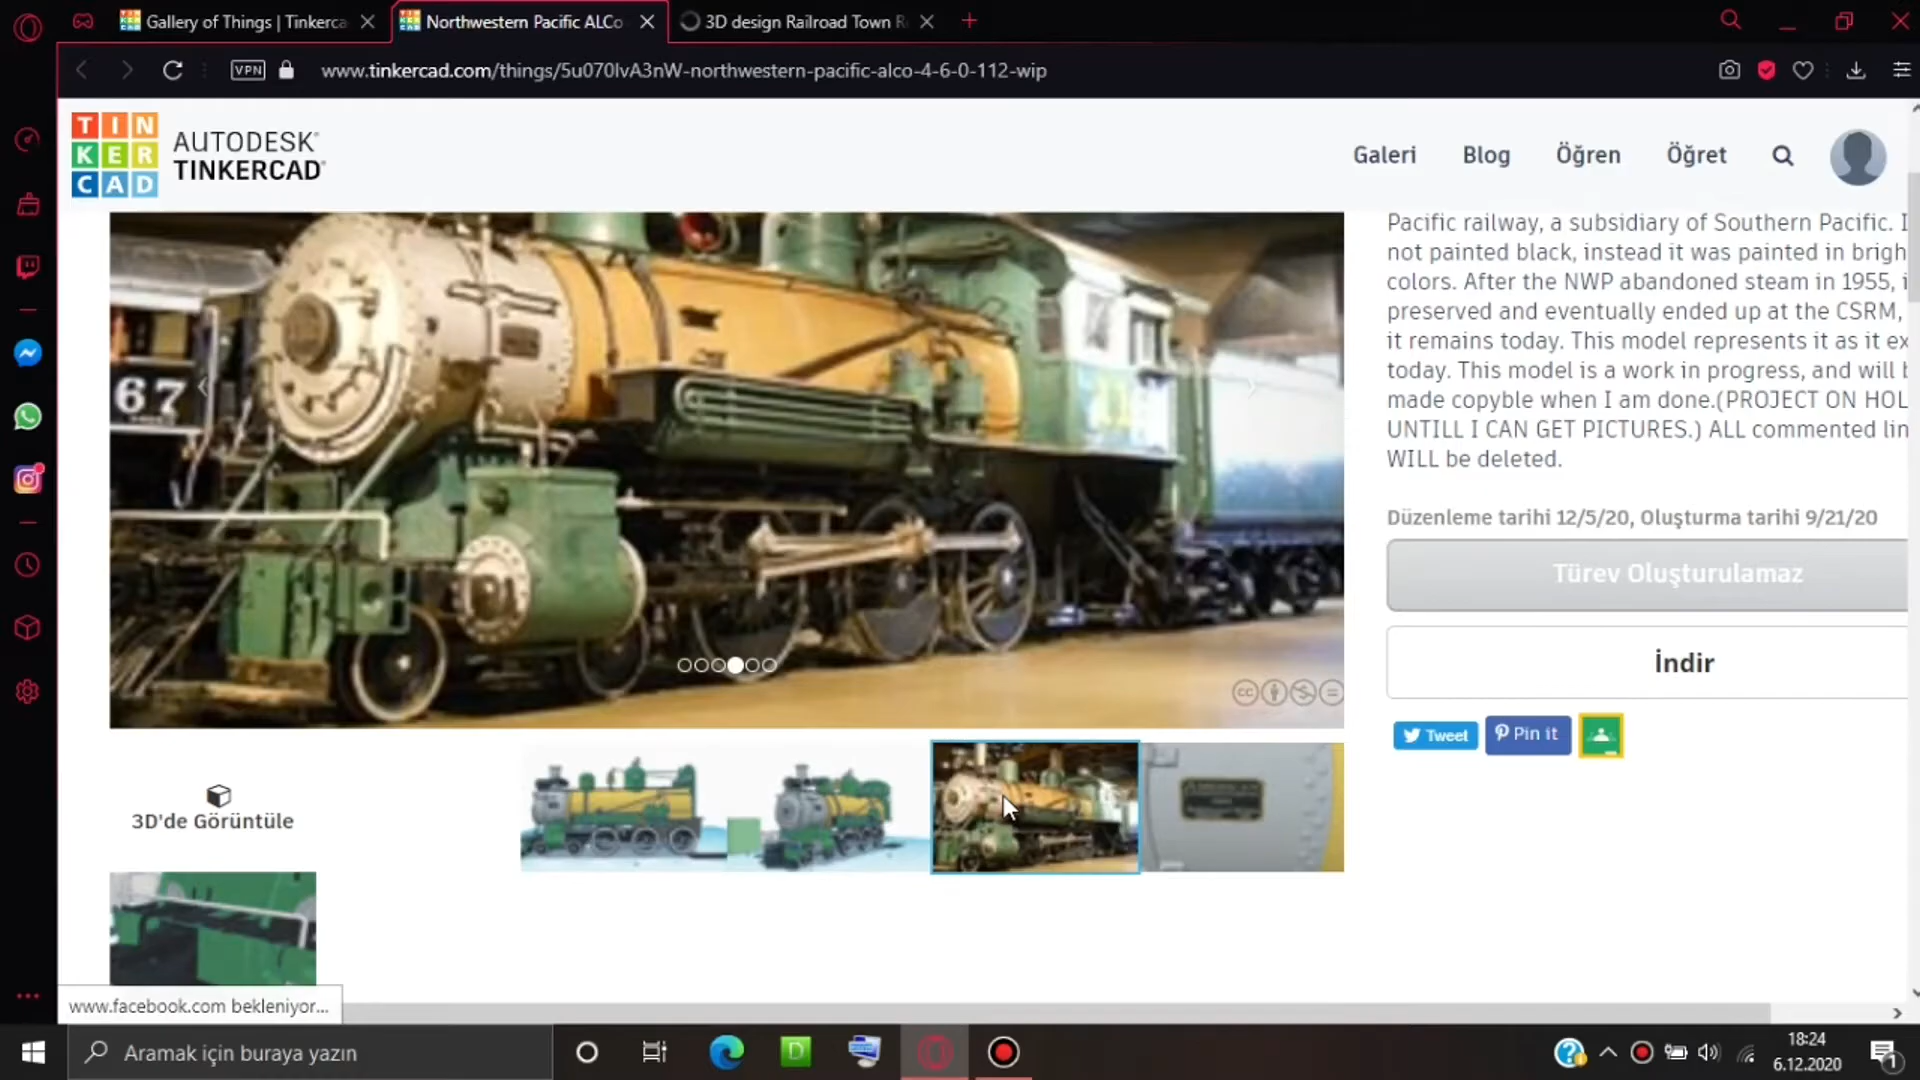 Gallery of Things | Tinkerca
Northwestern Pacific ALCo
3D design Railroad Town R
VPN
www.tinkercad.com/things/5u070lvA3nW-northwestern-pacific-alco-4-6-0-112-wip
TIN
KER
CAD
AUTODESK®
TINKERCAD®
Galeri
Blog
Öğren
Öğret
67
Pacific railway, a subsidiary of Southern Pacific. I
not painted black, instead it was painted in brigh
colors. After the NWP abandoned steam in 1955, i
preserved and eventually ended up at the CSRM,
it remains today. This model represents it as it ex
today. This model is a work in progress, and will b
made copyble when I am done.(PROJECT ON HOL
UNTILL I CAN GET PICTURES.) ALL commented lin
WILL be deleted.
Düzenleme tarihi 12/5/20, Oluşturma tarihi 9/21/20
Türev Oluşturulamaz
İndir
cc
Tweet
Pin it
3D'de Görüntüle
www.facebook.com bekleniyor...
Aramak için buraya yazın
D
18:24
6.12.2020
1